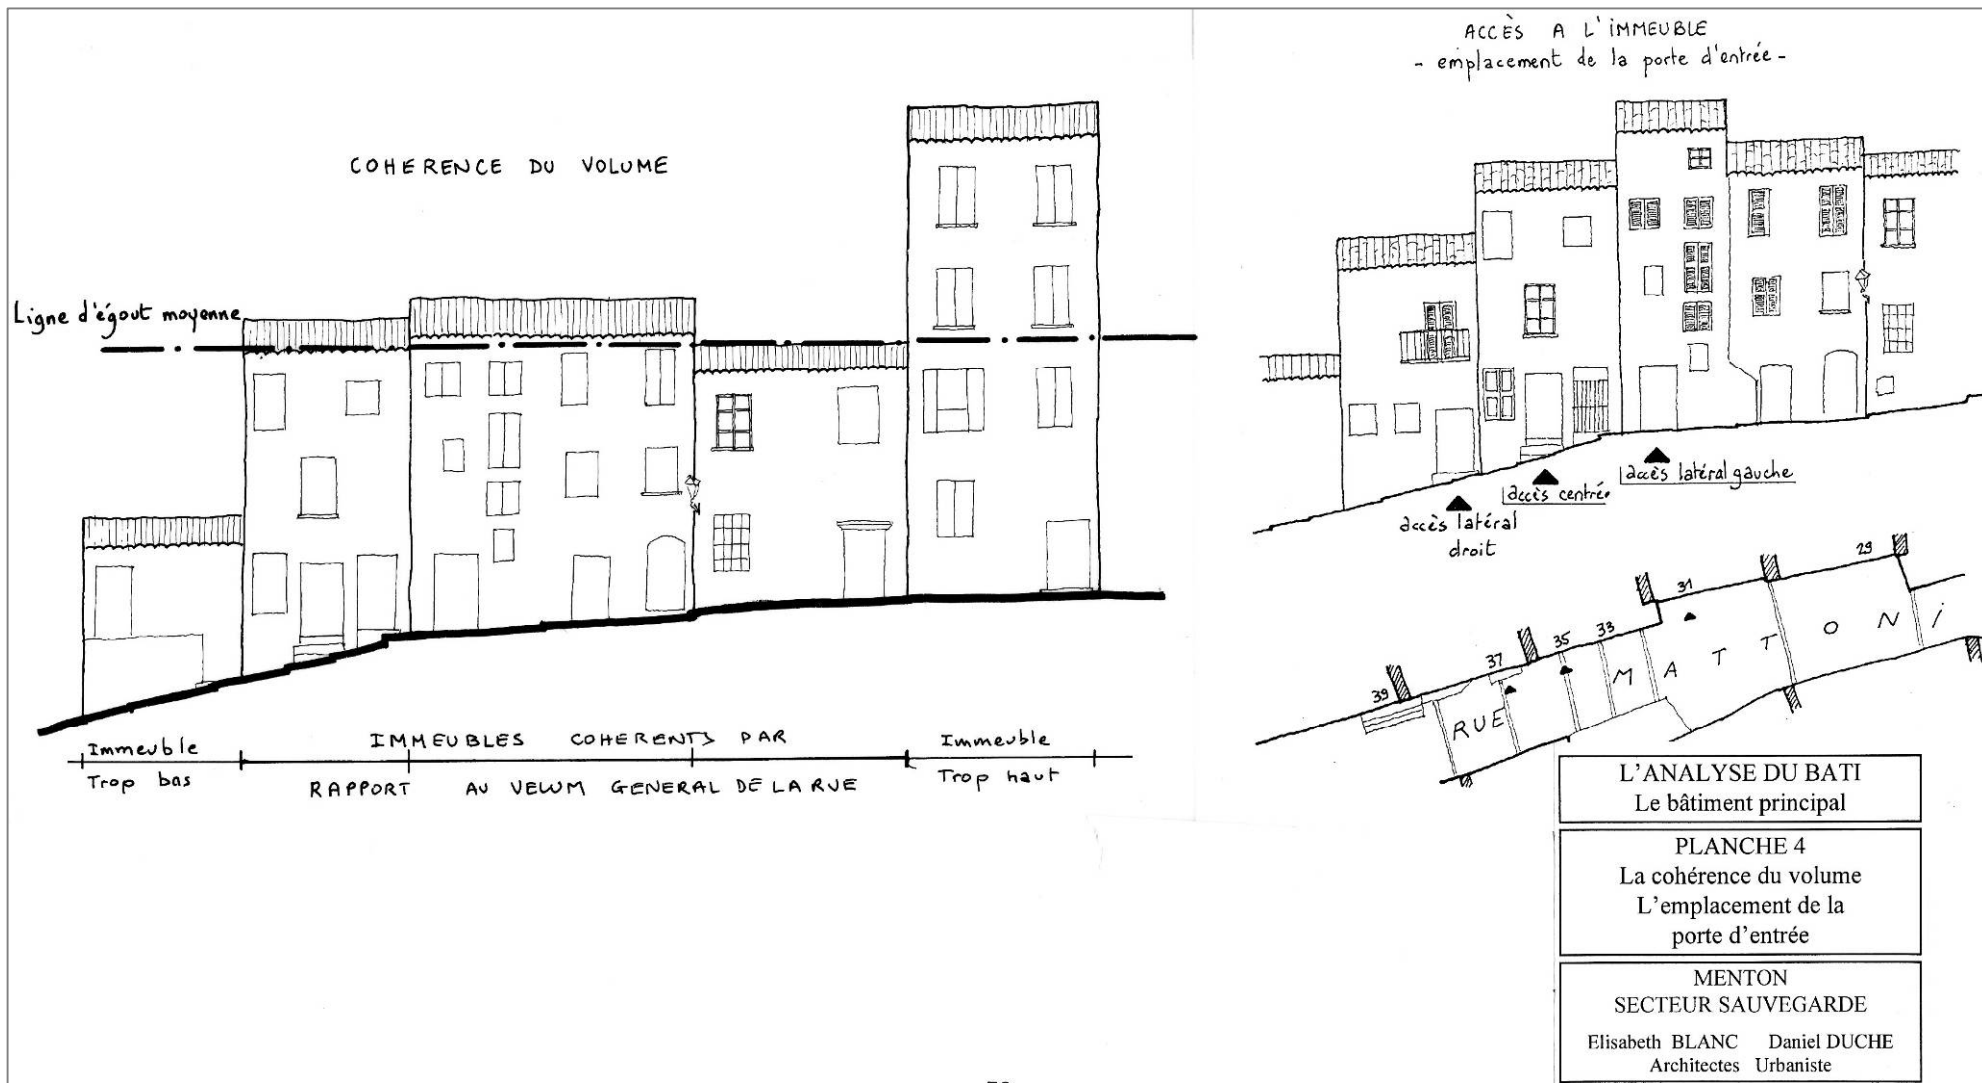 COHERENCE DU VOLUME
Ligne d'égout moyenne
Immeuble
Trop bas
IMMEUBLES COHERENTS PAR
RAPPORT AU VELUM GENERAL DE LA RUE
Immeuble
Trop haut
ACCÈS A L'IMMEUBLE
- emplacement de la porte d'entrée -
accès latéral gauche
accès centré
accès latéral
droit
39
37
35
33
31
29
RUE MATTONI
L'ANALYSE DU BATI
Le bâtiment principal
PLANCHE 4
La cohérence du volume
L'emplacement de la
porte d'entrée
MENTON
SECTEUR SAUVEGARDE
Elisabeth BLANC Daniel DUCHE
Architectes Urbaniste